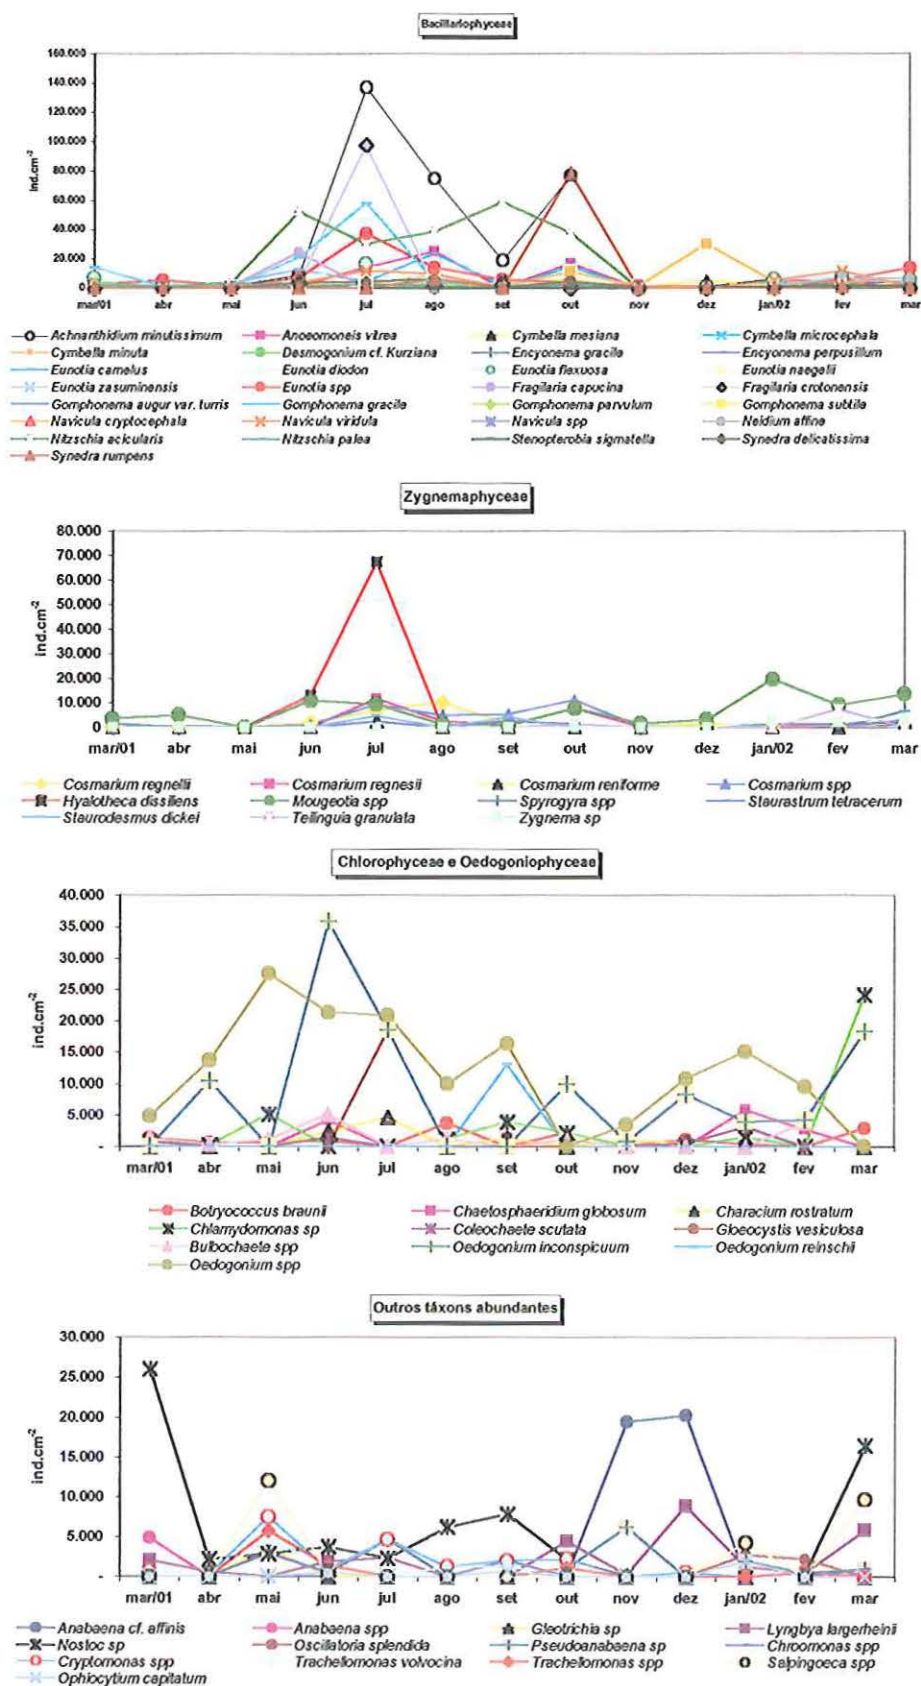 Bacillariophyceae
160.000
140.000
120.000
100.000
80.000
60.000
40.000
20.000
0
Ind.cm-2
mar/01 abr mai jun jul ago set out nov dez jan/02 fev mar
Achnanthidium minutissimum Anoeomoneis vitrea Cymbella mesiana Cymbella microcephala
Cymbella minuta Desmogonium cf. Kurziana Encyonema gracile Encyonema perpusillum
Eunotia camelus Eunotia diodon Eunotia flexuosa Eunotia naegelii
Eunotia zasuminensis Eunotia spp Fragilaria capucina Fragilaria crotonensis
Gomphonema augur var. turris Gomphonema gracile Gomphonema parvulum Gomphonema subtile
Navicula cryptocephala Navicula viridula Navicula spp Neidium affine
Nitzschia acicularis Nitzschia palea Stenopterobia sigmatella Synedra delicatissima
Synedra rumpens
Zygnemaphyceae
80.000
70.000
60.000
50.000
40.000
30.000
20.000
10.000
0
ind.cm-2
mar/01 abr mai jun jul ago set out nov dez jan/02 fev mar
Cosmarium regnellii Cosmarium regnesii Cosmarium reniforme Cosmarium spp
Hyalotheca dissiliens Mougeotia spp Spyrogyra spp Staurastrum tetracerum
Staurodesmus dickei Teilinguia granulata Zygnema sp
Chlorophyceae e Oedogoniophyceae
40.000
35.000
30.000
25.000
20.000
15.000
10.000
5.000
-
ind.cm-2
mar/01 abr mai jun jul ago set out nov dez jan/02 fev mar
Botryococcus braunii Chaetosphaeridium globosum Characium rostratum
Chlamydomonas sp Coleochaete scutata Gloeocystis vesiculosa
Bulbochaete spp Oedogonium inconspicuum Oedogonium reinschii
Oedogonium spp
Outros táxons abundantes
30.000
25.000
20.000
15.000
10.000
5.000
-
ind.cm-2
mar/01 abr mai jun jul ago set out nov dez jan/02 fev mar
Anabaena cf. affinis Anabaena spp Gleotrichia sp Lyngbya largerheinii
Nostoc sp Oscillatoria splendida Pseudoanabaena sp Chroomonas spp
Cryptomonas spp Trachelomonas volvocina Trachelomonas spp Salpingoeca spp
Ophiocytium capitatum